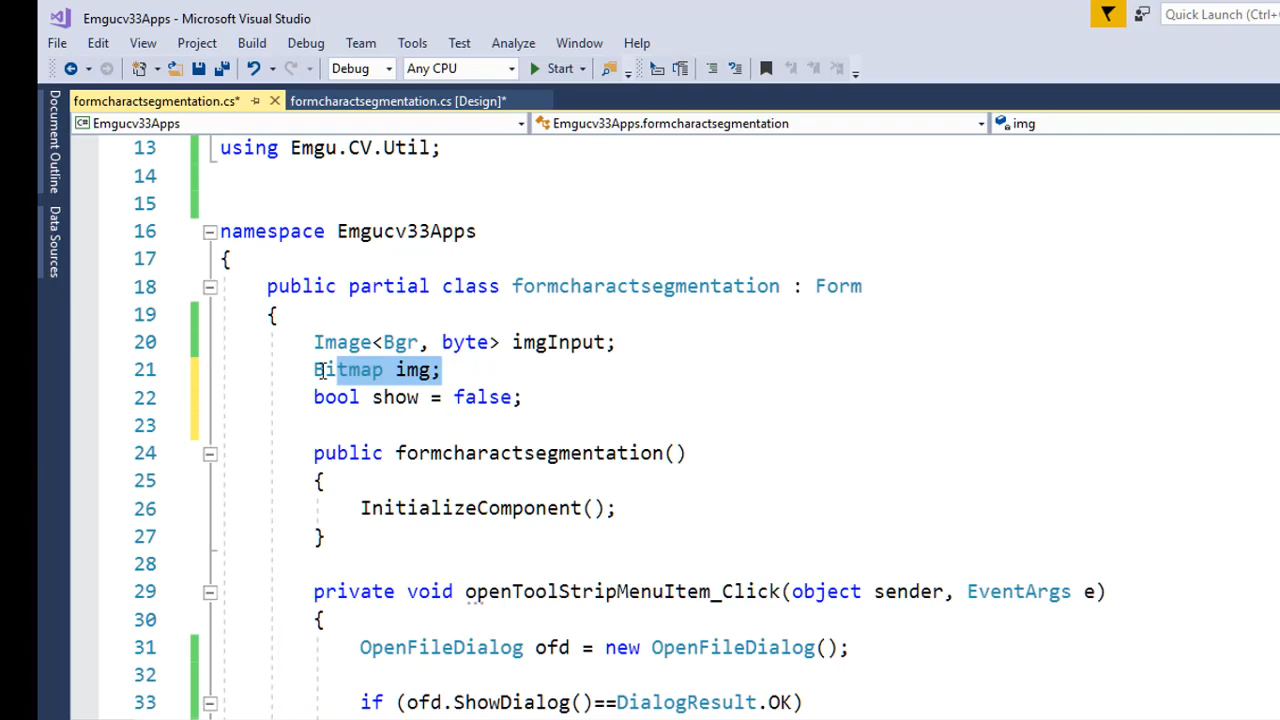 Emgucv33Apps - Microsoft Visual Studio
Quick Launch (Ctrl+
File Edit View Project Build Debug Team Tools Test Analyze Window Help
Debug Any CPU Start
formcharactsegmentation.cs* formcharactsegmentation.cs [Design]*
Emgucv33Apps Emgucv33Apps.formcharactsegmentation img
Document Outline
Data Sources
13 using Emgu.CV.Util;
14
15
16 namespace Emgucv33Apps
17 {
18 public partial class formcharactsegmentation : Form
19 {
20 Image<Bgr, byte> imgInput;
21 Bitmap img;
22 bool show = false;
23
24 public formcharactsegmentation()
25 {
26 InitializeComponent();
27 }
28
29 private void openToolStripMenuItem_Click(object sender, EventArgs e)
30 {
31 OpenFileDialog ofd = new OpenFileDialog();
32
33 if (ofd.ShowDialog()==DialogResult.OK)